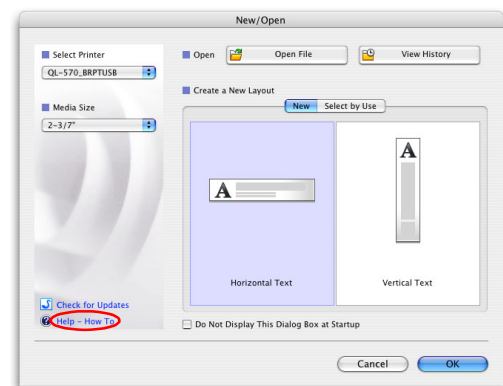 New/Open
Select Printer
QL-570_BRPTUSB
Media Size
2-3/7"
Check for Updates
Help - How To
Open
Open File
View History
Create a New Layout
New
Select by Use
A
Horizontal Text
A
Vertical Text
Do Not Display This Dialog Box at Startup
Cancel
OK